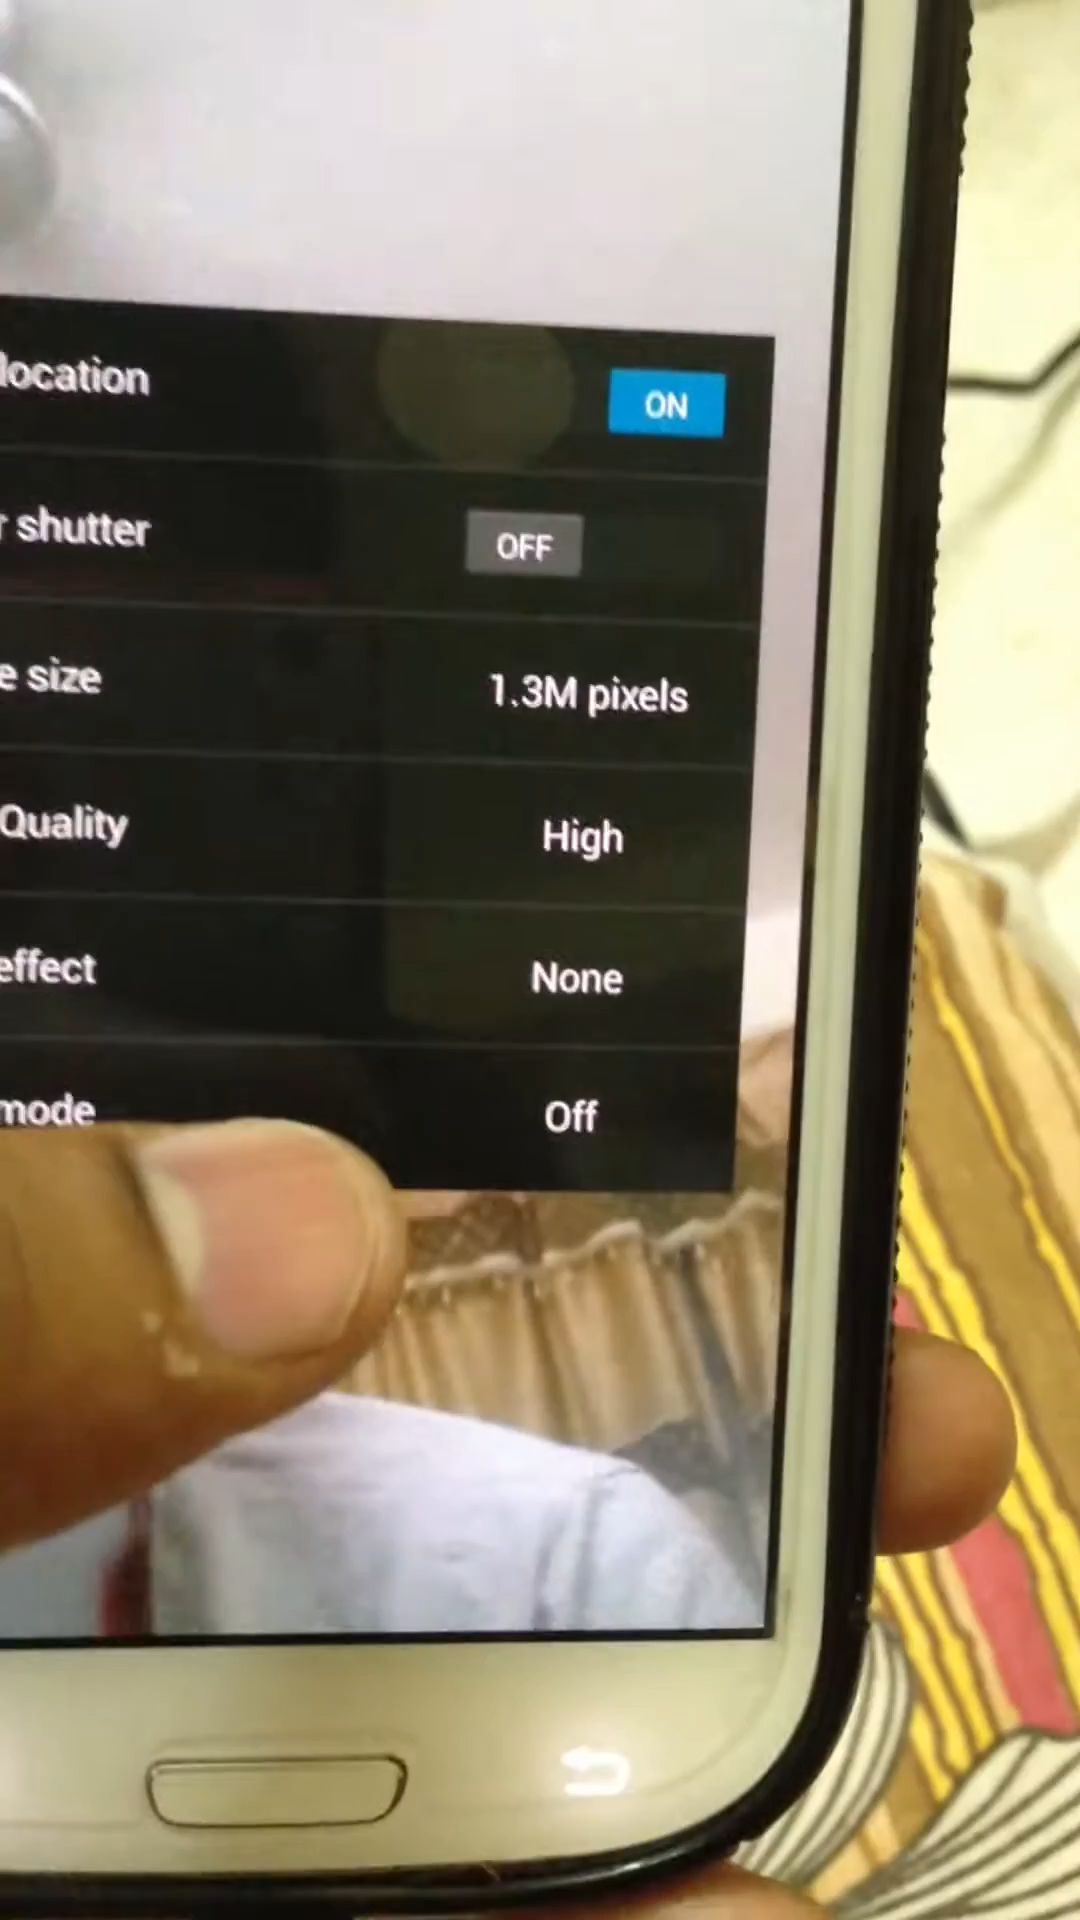 location ON
r shutter OFF
e size 1.3M pixels
Quality High
effect None
mode Off